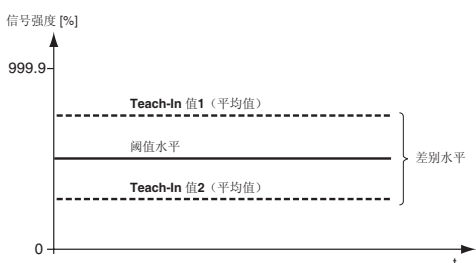 信号强度 [%]
999.9
Teach-In 值1（平均值）
阈值水平
差别水平
Teach-In 值2（平均值）
0
t